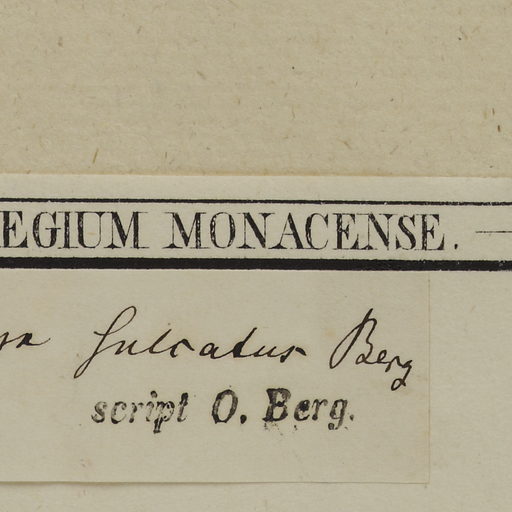 EGIUM MONACENSE. —
sulcatus Berg
script O. Berg.